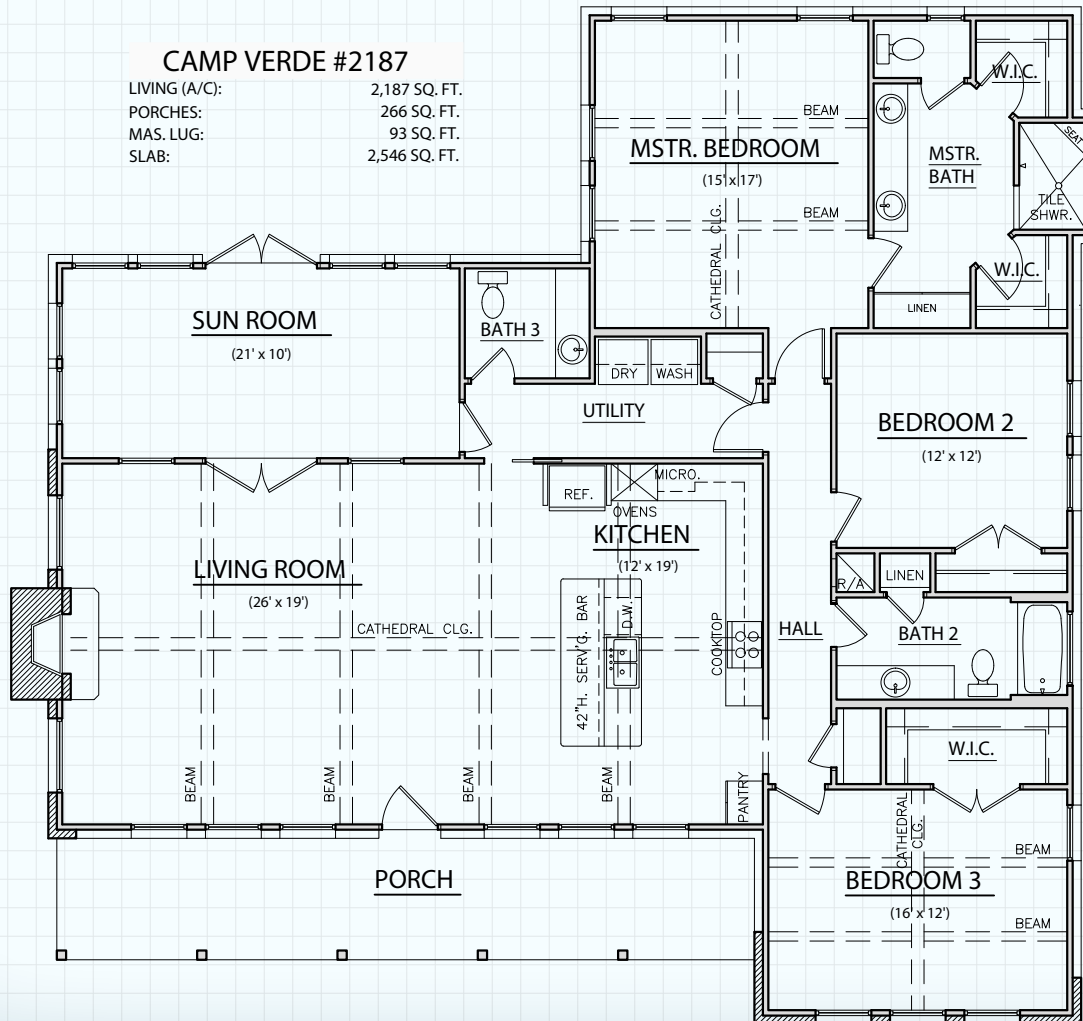 CAMP VERDE #2187
LIVING (A/C): 2,187 SQ. FT.
PORCHES: 266 SQ. FT.
MAS. LUG: 93 SQ. FT.
SLAB: 2,546 SQ. FT.
W.I.C.
BEAM
MSTR. BEDROOM
(15' x 17')
MSTR.
BATH
SEAT
TILE
SHWR.
BEAM
CATHEDRAL CLG.
W.I.C.
LINEN
SUN ROOM
(21' x 10')
BATH 3
DRY
WASH
UTILITY
BEDROOM 2
(12' x 12')
REF.
MICRO.
OVENS
KITCHEN
(12' x 19')
LIVING ROOM
(26' x 19')
CATHEDRAL CLG.
42"H. SERV'G. BAR
D.W.
COOKTOP
HALL
R/A
LINEN
BATH 2
W.I.C.
BEAM
BEAM
BEAM
BEAM
PANTRY
CATHEDRAL
CLG.
BEAM
PORCH
BEDROOM 3
(16' x 12')
BEAM